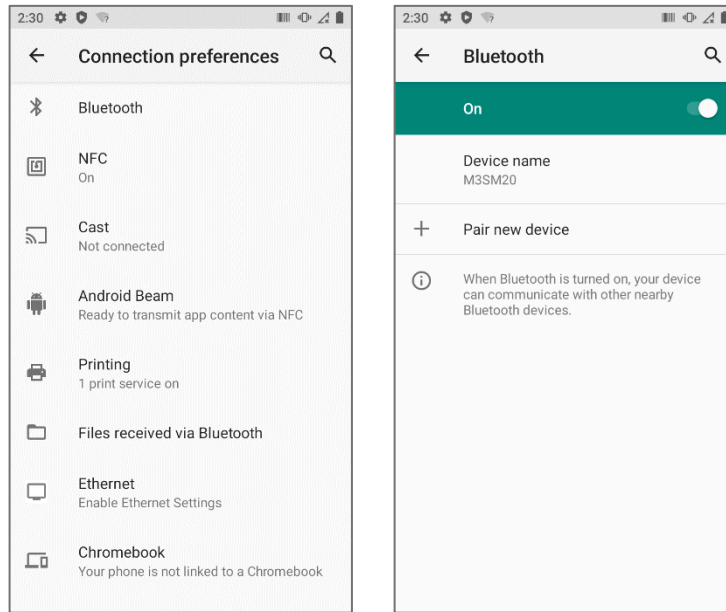 2:30
Connection preferences
Bluetooth
NFC
On
Cast
Not connected
Android Beam
Ready to transmit app content via NFC
Printing
1 print service on
Files received via Bluetooth
Ethernet
Enable Ethernet Settings
Chromebook
Your phone is not linked to a Chromebook
2:30
Bluetooth
On
Device name
M3SM20
Pair new device
When Bluetooth is turned on, your device
can communicate with other nearby
Bluetooth devices.